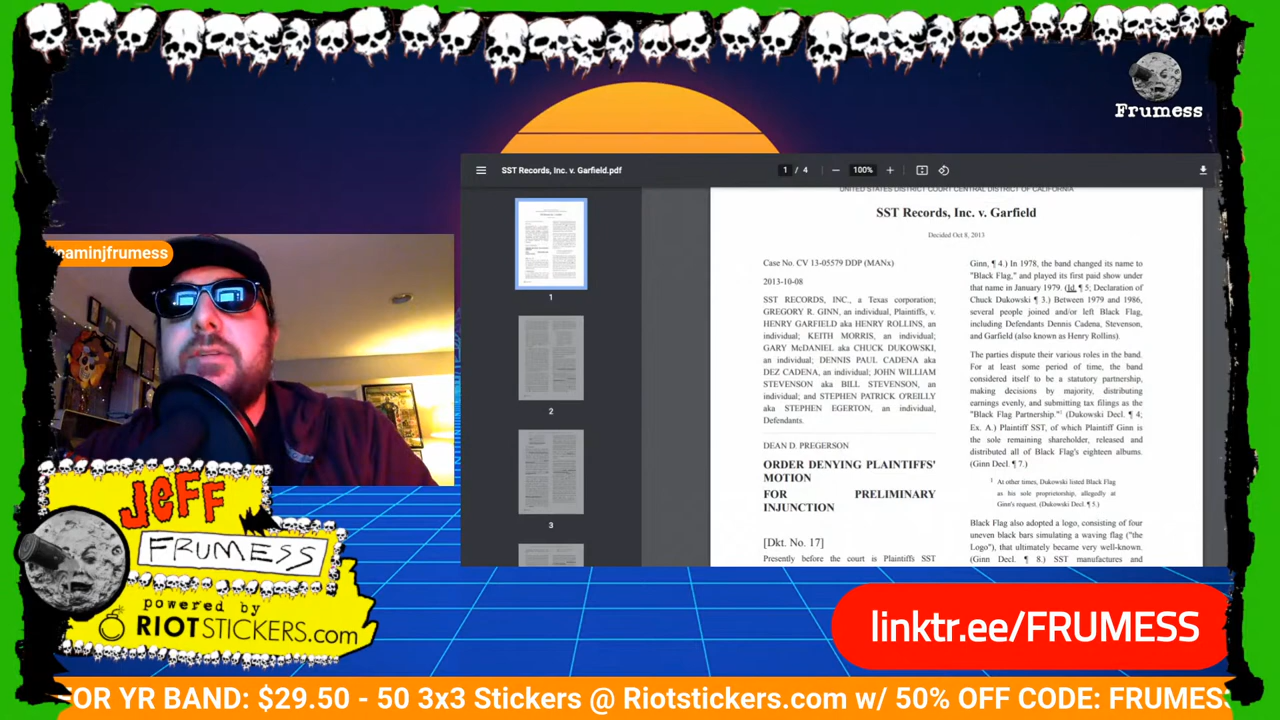 Frumess
SST Records, Inc. v. Garfield.pdf
1 / 4
100%
1
2
3
UNITED STATES DISTRICT COURT CENTRAL DISTRICT OF CALIFORNIA
SST Records, Inc. v. Garfield
Decided Oct 8, 2013
Case No. CV 13-05579 DDP (MANx)
2013-10-08
SST RECORDS, INC., a Texas corporation;
GREGORY R. GINN, an individual, Plaintiffs, v.
HENRY GARFIELD aka HENRY ROLLINS, an
individual; KEITH MORRIS, an individual;
GARY McDANIEL aka CHUCK DUKOWSKI,
an individual; DENNIS PAUL CADENA aka
DEZ CADENA, an individual; JOHN WILLIAM
STEVENSON aka BILL STEVENSON, an
individual; and STEPHEN PATRICK O'REILLY
aka STEPHEN EGERTON, an individual,
Defendants.
DEAN D. PREGERSON
ORDER DENYING PLAINTIFFS'
MOTION
FOR PRELIMINARY
INJUNCTION
[Dkt. No. 17]
Presently before the court is Plaintiffs SST
Ginn, ¶ 4.) In 1978, the band changed its name to
"Black Flag," and played its first paid show under
that name in January 1979. (Id. ¶ 5; Declaration of
Chuck Dukowski ¶ 3.) Between 1979 and 1986,
several people joined and/or left Black Flag,
including Defendants Dennis Cadena, Stevenson,
and Garfield (also known as Henry Rollins).
The parties dispute their various roles in the band.
For at least some period of time, the band
considered itself to be a statutory partnership,
making decisions by majority, distributing
earnings evenly, and submitting tax filings as the
"Black Flag Partnership."¹ (Dukowski Decl. ¶ 4;
Ex. A.) Plaintiff SST, of which Plaintiff Ginn is
the sole remaining shareholder, released and
distributed all of Black Flag's eighteen albums.
(Ginn Decl. ¶ 7.)
¹ At other times, Dukowski listed Black Flag
as his sole proprietorship, allegedly at
Ginn's request. (Dukowski Decl. ¶ 5.)
Black Flag also adopted a logo, consisting of four
uneven black bars simulating a waving flag ("the
Logo"), that ultimately became very well-known.
(Ginn Decl. ¶ 8.) SST manufactures and
eaminjfrumess
JEFF
FRUMESS
powered by
RIOTSTICKERS.com
linktr.ee/FRUMESS
OR YR BAND: $29.50 - 50 3x3 Stickers @ Riotstickers.com w/ 50% OFF CODE: FRUMES